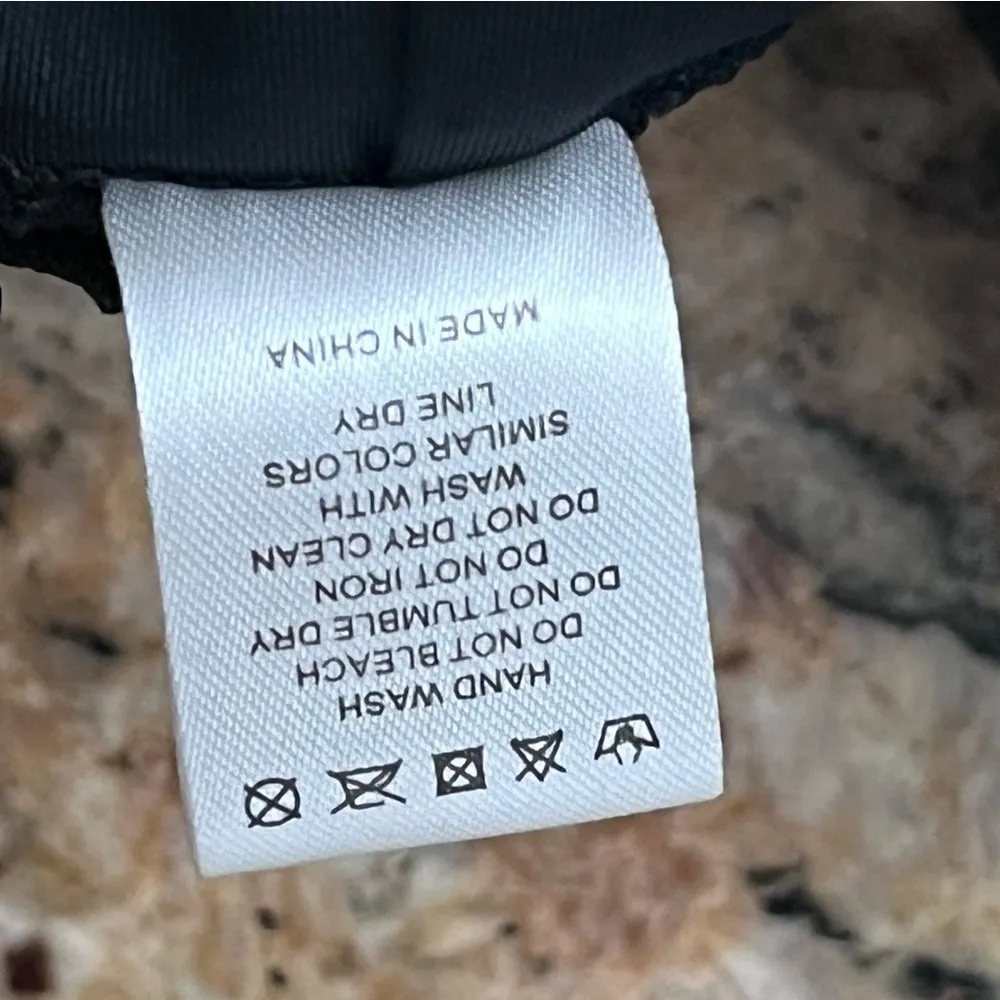 HAND WASH
DO NOT BLEACH
DO NOT TUMBLE DRY
DO NOT IRON
DO NOT DRY CLEAN
WASH WITH
SIMILAR COLORS
LINE DRY
MADE IN CHINA